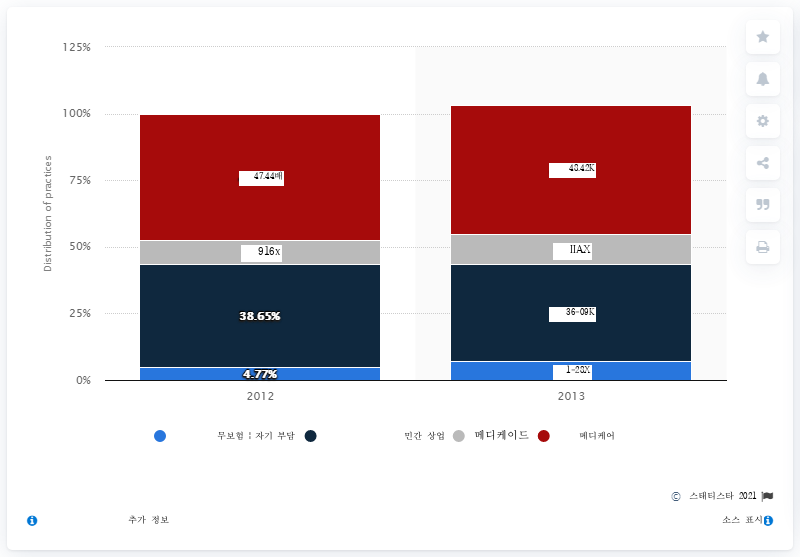 125%
100%
75%
50%
25%
0%
Distribution of practices
47.44배
48.42K
916x
IIAX
38.65%
36-09K
4.77%
1-28X
2012
2013
무보험 | 자기 부담
민간 상업
메디케이드
메디케어
© 스태티스타 2021
추가 정보
소스 표시